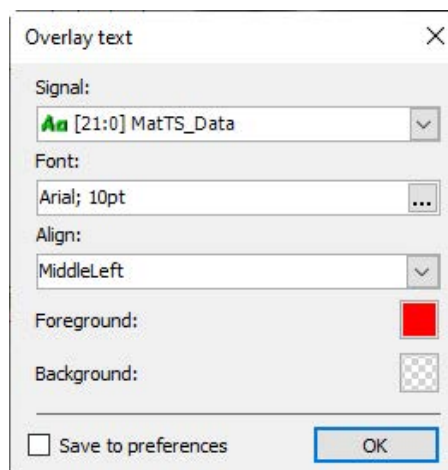 Overlay text
Signal:
Aa [21:0] MatTS_Data
Font:
Arial; 10pt
...
Align:
MiddleLeft
Foreground:
Background:
Save to preferences
OK